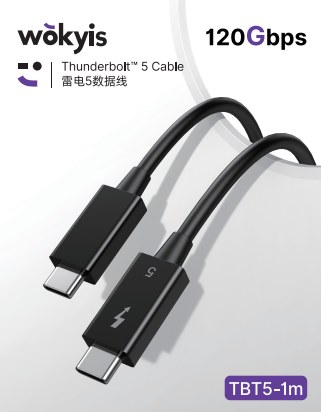 wokyis
120Gbps
Thunderbolt™ 5 Cable
雷电5数据线
5
TBT5-1m